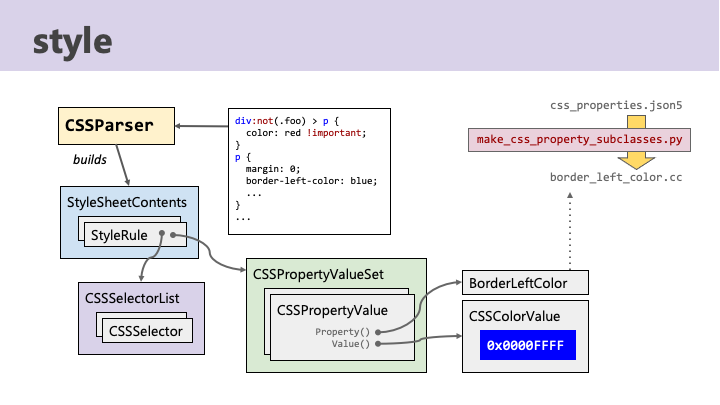 style
css_properties.json5
make_css_property_subclasses.py
border_left_color.cc
CSSParser
builds
div:not(.foo) > p {
color: red !important;
}
p {
margin: 0;
border-left-color: blue;
...
}
...
StyleSheetContents
StyleRule
CSSSelectorList
CSSSelector
CSSPropertyValueSet
CSSPropertyValue
Property()
Value()
BorderLeftColor
CSSColorValue
0x0000FFFF